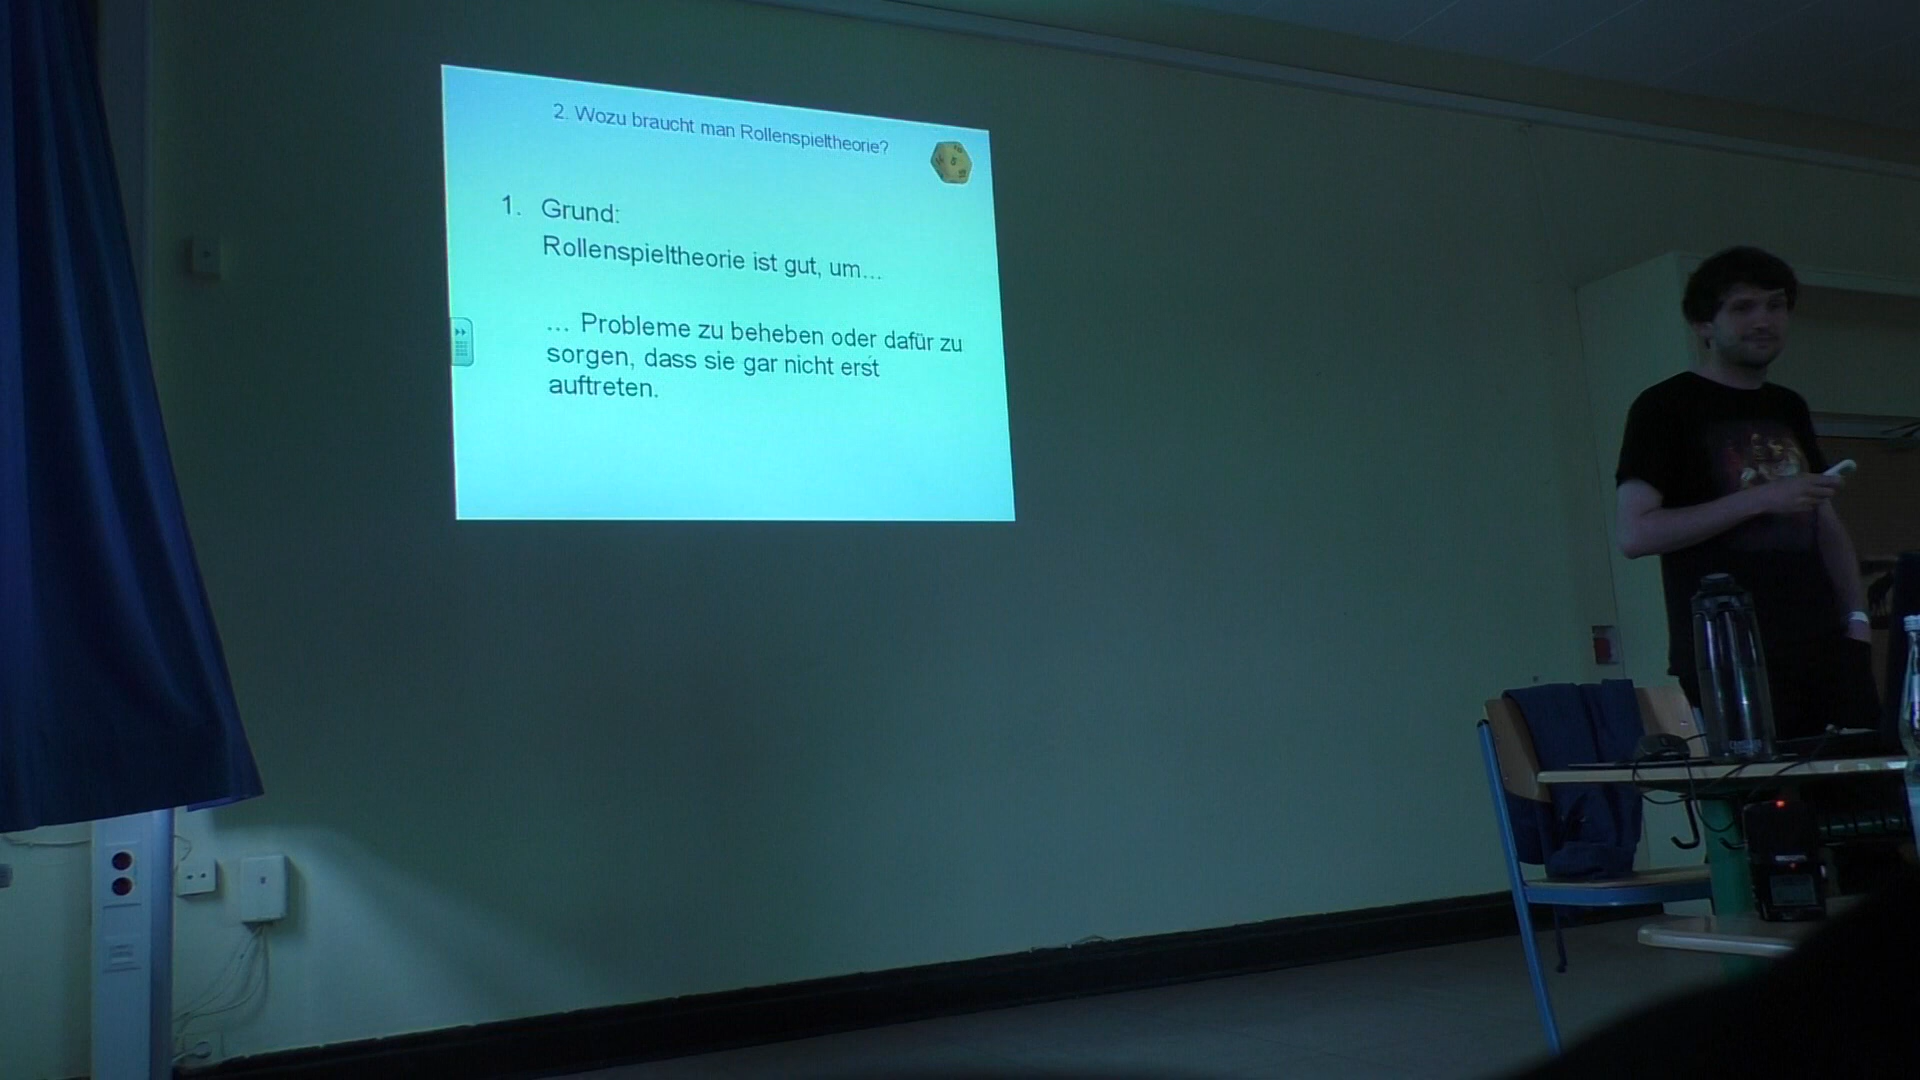 2. Wozu braucht man Rollenspieltheorie?
1. Grund:
Rollenspieltheorie ist gut, um...
... Probleme zu beheben oder dafür zu
sorgen, dass sie gar nicht erst
auftreten.